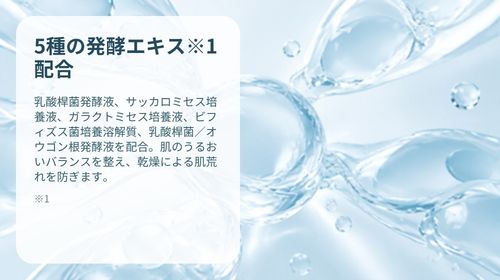 5種の発酵エキス※1
配合
乳酸桿菌発酵液、サッカロミセス培
養液、ガラクトミセス培養液、ビフ
ィズス菌培養溶解質、乳酸桿菌／オ
ウゴン根発酵液を配合。肌のうるお
いバランスを整え、乾燥による肌荒
れを防ぎます。
※1